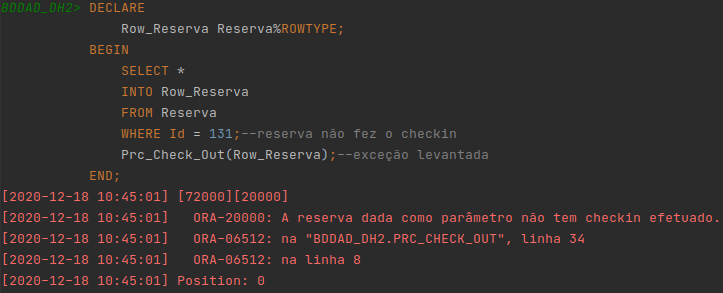 BDDAD_DH2> DECLARE
Row_Reserva Reserva%ROWTYPE;
BEGIN
SELECT *
INTO Row_Reserva
FROM Reserva
WHERE Id = 131;--reserva não fez o checkin
Prc_Check_Out(Row_Reserva);--exceção levantada
END;
[2020-12-18 10:45:01] [72000][20000]
[2020-12-18 10:45:01] ORA-20000: A reserva dada como parâmetro não tem checkin efetuado.
[2020-12-18 10:45:01] ORA-06512: na "BDDAD_DH2.PRC_CHECK_OUT", linha 34
[2020-12-18 10:45:01] ORA-06512: na linha 8
[2020-12-18 10:45:01] Position: 0